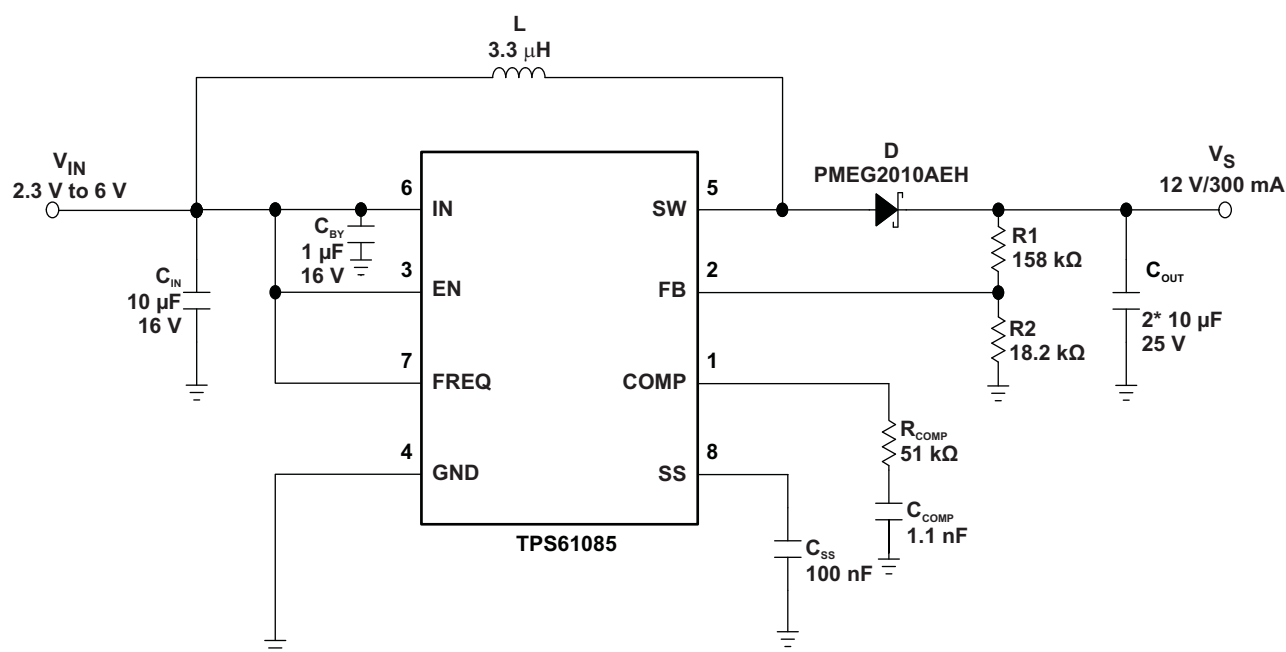 L
3.3 μH
V_IN
2.3 V to 6 V
D
PMEG2010AEH
V_S
12 V/300 mA
6
IN
SW
5
C_BY
1 µF
16 V
R1
158 kΩ
C_IN
10 µF
16 V
3
EN
FB
2
C_OUT
2* 10 µF
25 V
R2
18.2 kΩ
7
FREQ
COMP
1
R_COMP
51 kΩ
4
GND
SS
8
C_COMP
1.1 nF
TPS61085
C_SS
100 nF